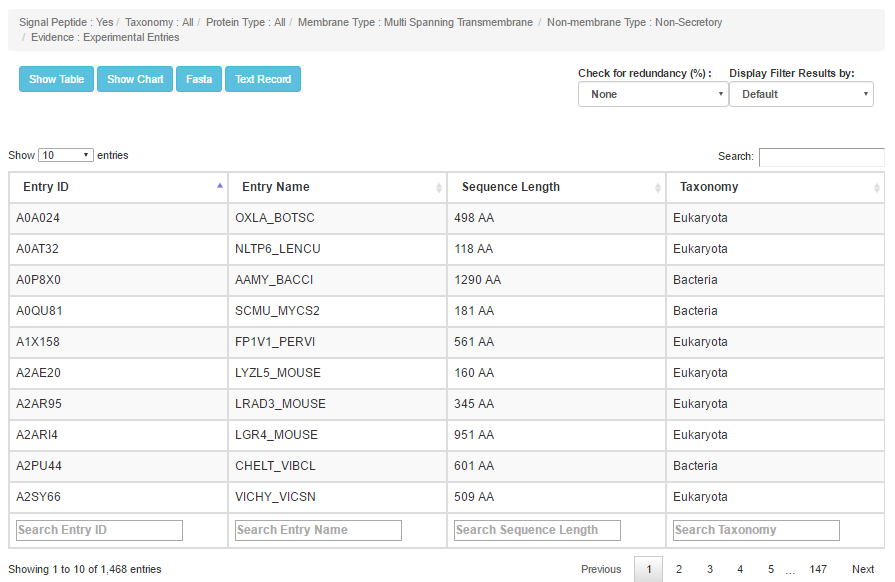 Signal Peptide : Yes / Taxonomy : All / Protein Type : All / Membrane Type : Multi Spanning Transmembrane / Non-membrane Type : Non-Secretory
/ Evidence : Experimental Entries
Show Table Show Chart Fasta Text Record
Check for redundancy (%) : Display Filter Results by:
None Default
Show 10 entries Search:
Entry ID Entry Name Sequence Length Taxonomy
A0A024 OXLA_BOTSC 498 AA Eukaryota
A0AT32 NLTP6_LENCU 118 AA Eukaryota
A0P8X0 AAMY_BACCI 1290 AA Bacteria
A0QU81 SCMU_MYCS2 181 AA Bacteria
A1X158 FP1V1_PERVI 561 AA Eukaryota
A2AE20 LYZL5_MOUSE 160 AA Eukaryota
A2AR95 LRAD3_MOUSE 345 AA Eukaryota
A2ARI4 LGR4_MOUSE 951 AA Eukaryota
A2PU44 CHELT_VIBCL 601 AA Bacteria
A2SY66 VICHY_VICSN 509 AA Eukaryota
Search Entry ID Search Entry Name Search Sequence Length Search Taxonomy
Showing 1 to 10 of 1,468 entries Previous 1 2 3 4 5 ... 147 Next